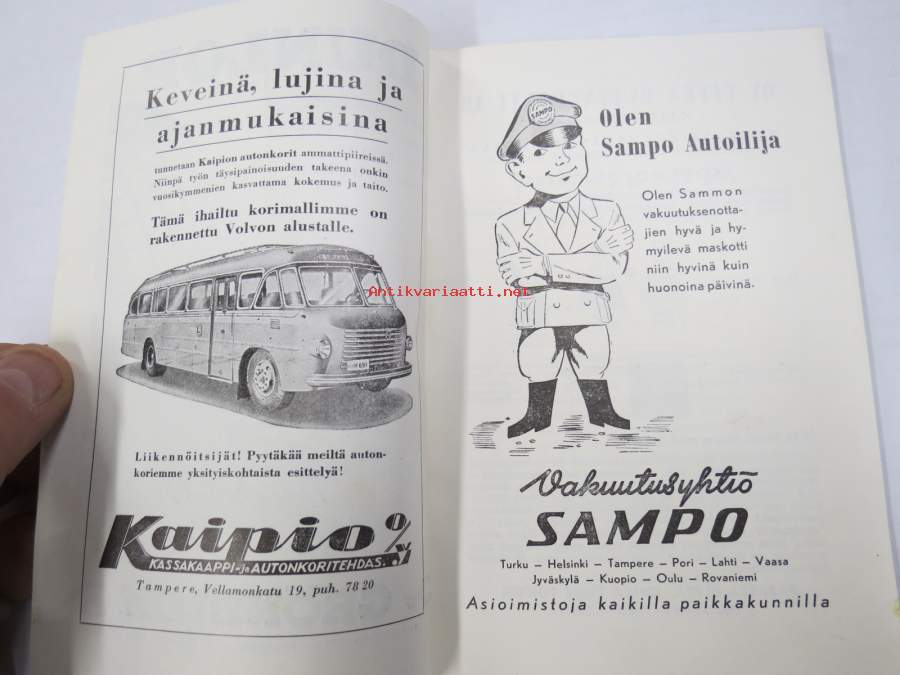 Keveinä, lujina ja
ajanmukaisina
tunnetaan Kaipion autonkorit ammattipiireissä.
Niinpä työn täysipainoisuuden takeena onkin
vuosikymmenien kasvattama kokemus ja taito.
Tämä ihailtu korimallimme on
rakennettu Volvon alustalle.
Liikennöitsijät! Pyytäkää meiltä auton-
koriemme yksityiskohtaista esittelyä!
Kaipio O/Y
KASSAKAAPPI- ja AUTONKORITEHDAS.
Tampere, Vellamonkatu 19, puh. 78 20
Antikvariaatti.net
SAMPO
Olen
Sampo Autoilija
Olen Sammon
vakuutuksenotta-
jien hyvä ja hy-
myilevä maskotti
niin hyvinä kuin
huonoina päivinä.
Vakuutusyhtiö
SAMPO
Turku – Helsinki – Tampere – Pori – Lahti – Vaasa
Jyväskylä – Kuopio – Oulu – Rovaniemi
Asioimistoja kaikilla paikkakunnilla